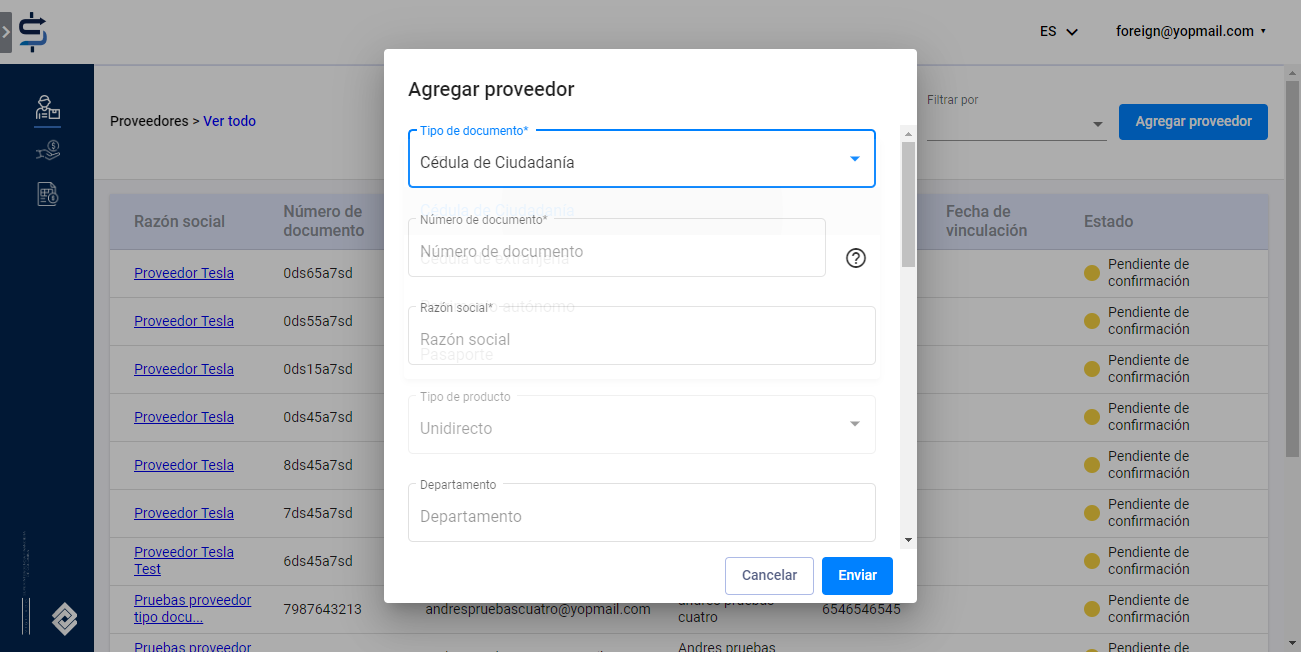 ES
foreign@yopmail.com
Proveedores > Ver todo
Filtrar por
Agregar proveedor
Agregar proveedor
Tipo de documento*
Cédula de Ciudadanía
Cédula de Ciudadanía
Número de documento*
Número de documento
Cédula de extranjería
autónomo
Razón social*
Razón social
Pasaporte
Tipo de producto
Unidirecto
Departamento
Departamento
Cancelar
Enviar
Razón social
Número de
documento
Fecha de
vinculación
Estado
Proveedor Tesla
0ds65a7sd
Pendiente de
confirmación
Proveedor Tesla
0ds55a7sd
Pendiente de
confirmación
Proveedor Tesla
0ds15a7sd
Pendiente de
confirmación
Proveedor Tesla
0ds45a7sd
Pendiente de
confirmación
Proveedor Tesla
8ds45a7sd
Pendiente de
confirmación
Proveedor Tesla
7ds45a7sd
Pendiente de
confirmación
Proveedor Tesla
Test
6ds45a7sd
Pendiente de
confirmación
Pruebas proveedor
tipo docu...
7987643213
andrespruebascuatro@yopmail.com
andres pruebas
cuatro
6546546545
Pendiente de
confirmación
Pruebas proveedor
Andres pruebas
Pendiente de